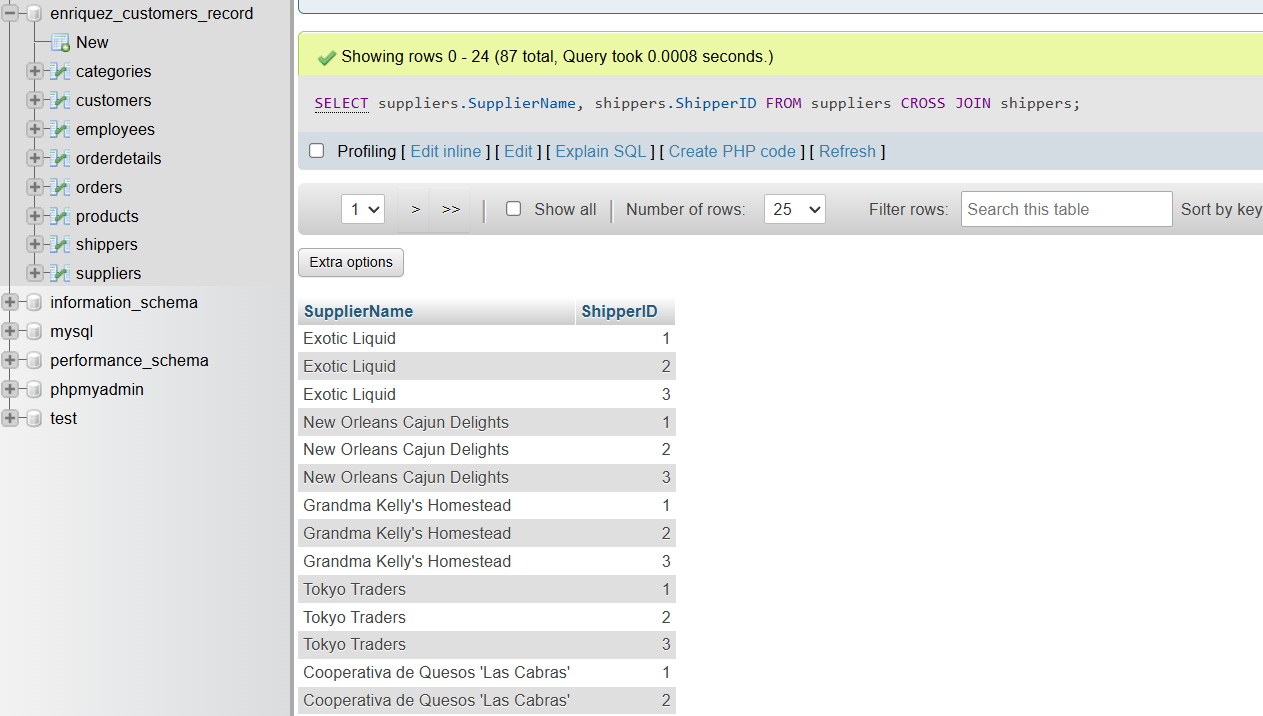 enriquez_customers_record
New
categories
customers
employees
orderdetails
orders
products
shippers
suppliers
information_schema
mysql
performance_schema
phpmyadmin
test
Showing rows 0 - 24 (87 total, Query took 0.0008 seconds.)
SELECT suppliers.SupplierName, shippers.ShipperID FROM suppliers CROSS JOIN shippers;
Profiling [ Edit inline ] [ Edit ] [ Explain SQL ] [ Create PHP code ] [ Refresh ]
1 > >> Show all Number of rows: 25 Filter rows: Search this table Sort by key
Extra options
SupplierName ShipperID
Exotic Liquid 1
Exotic Liquid 2
Exotic Liquid 3
New Orleans Cajun Delights 1
New Orleans Cajun Delights 2
New Orleans Cajun Delights 3
Grandma Kelly's Homestead 1
Grandma Kelly's Homestead 2
Grandma Kelly's Homestead 3
Tokyo Traders 1
Tokyo Traders 2
Tokyo Traders 3
Cooperativa de Quesos 'Las Cabras' 1
Cooperativa de Quesos 'Las Cabras' 2